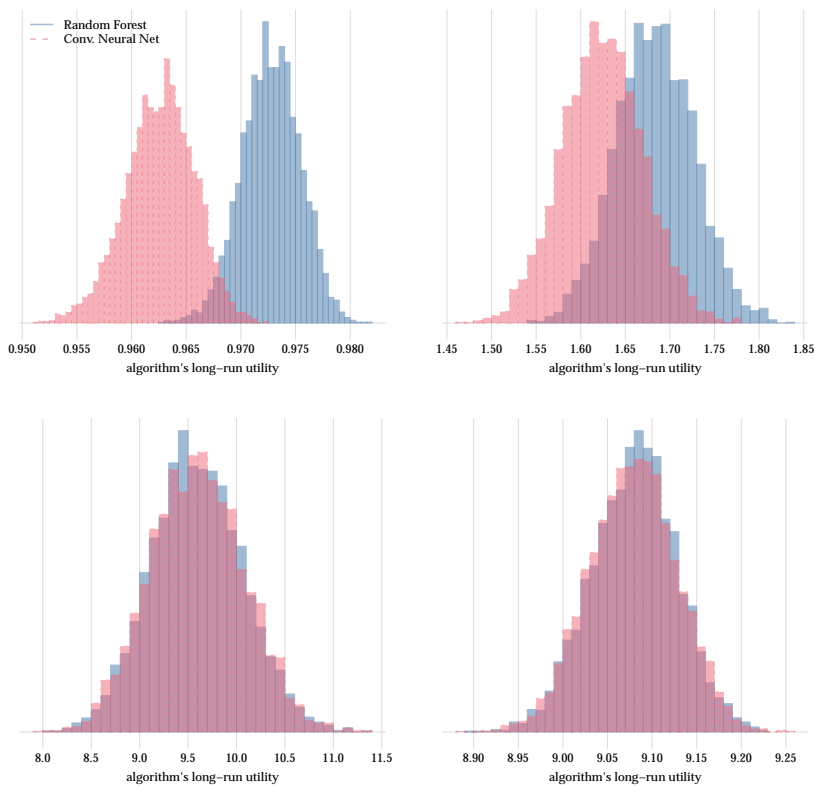 Random Forest
Conv. Neural Net
0.950 0.955 0.960 0.965 0.970 0.975 0.980
algorithm's long−run utility
1.45 1.50 1.55 1.60 1.65 1.70 1.75 1.80 1.85
algorithm's long−run utility
8.0 8.5 9.0 9.5 10.0 10.5 11.0 11.5
algorithm's long−run utility
8.90 8.95 9.00 9.05 9.10 9.15 9.20 9.25
algorithm's long−run utility